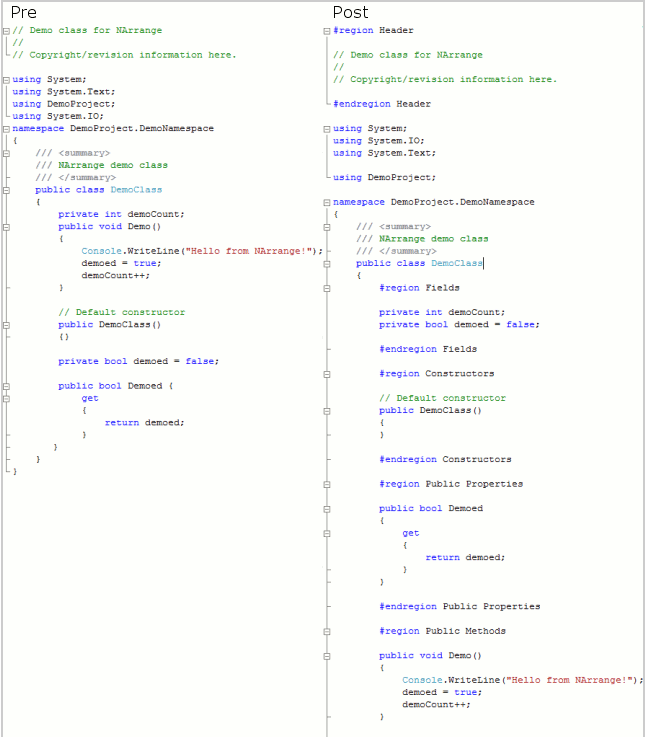 Pre
// Demo class for NArrange
//
// Copyright/revision information here.
using System;
using System.Text;
using DemoProject;
using System.IO;
namespace DemoProject.DemoNamespace
{
/// <summary>
/// NArrange demo class
/// </summary>
public class DemoClass
{
private int demoCount;
public void Demo()
{
Console.WriteLine("Hello from NArrange!");
demoed = true;
demoCount++;
}
// Default constructor
public DemoClass()
{}
private bool demoed = false;
public bool Demoed {
get
{
return demoed;
}
}
}
}
Post
#region Header
// Demo class for NArrange
//
// Copyright/revision information here.
#endregion Header
using System;
using System.IO;
using System.Text;
using DemoProject;
namespace DemoProject.DemoNamespace
{
/// <summary>
/// NArrange demo class
/// </summary>
public class DemoClass
{
#region Fields
private int demoCount;
private bool demoed = false;
#endregion Fields
#region Constructors
// Default constructor
public DemoClass()
{
}
#endregion Constructors
#region Public Properties
public bool Demoed
{
get
{
return demoed;
}
}
#endregion Public Properties
#region Public Methods
public void Demo()
{
Console.WriteLine("Hello from NArrange!");
demoed = true;
demoCount++;
}